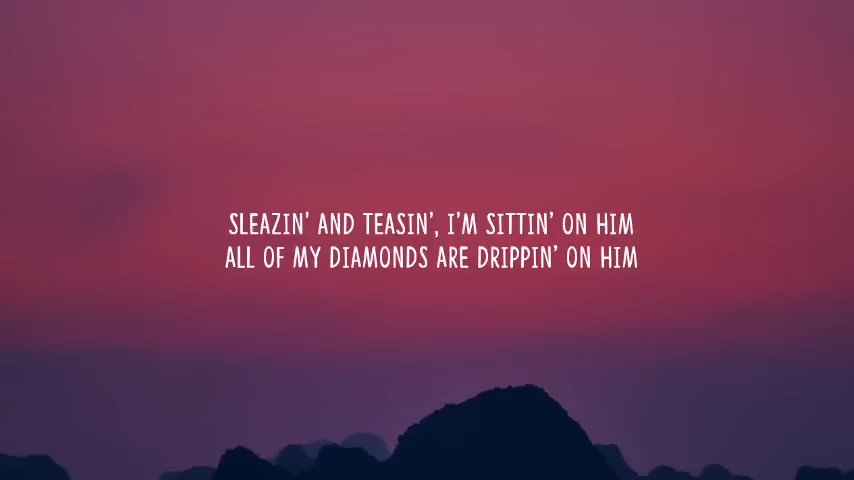 SLEAZIN' AND TEASIN', I'M SITTIN' ON HIM
ALL OF MY DIAMONDS ARE DRIPPIN' ON HIM